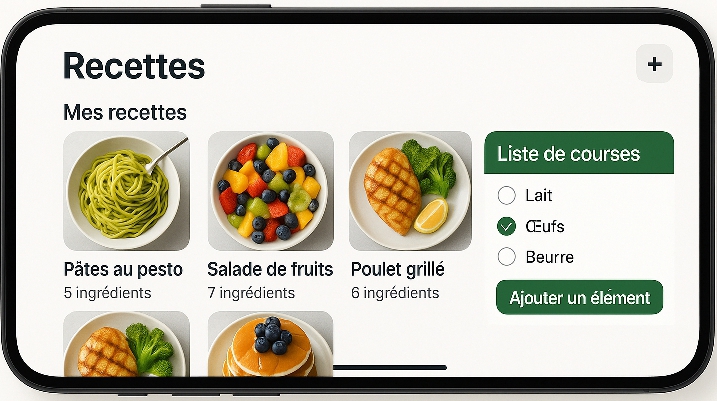 Recettes
+
Mes recettes
Pâtes au pesto
5 ingrédients
Salade de fruits
7 ingrédients
Poulet grillé
6 ingrédients
Liste de courses
Lait
Œufs
Beurre
Ajouter un élément